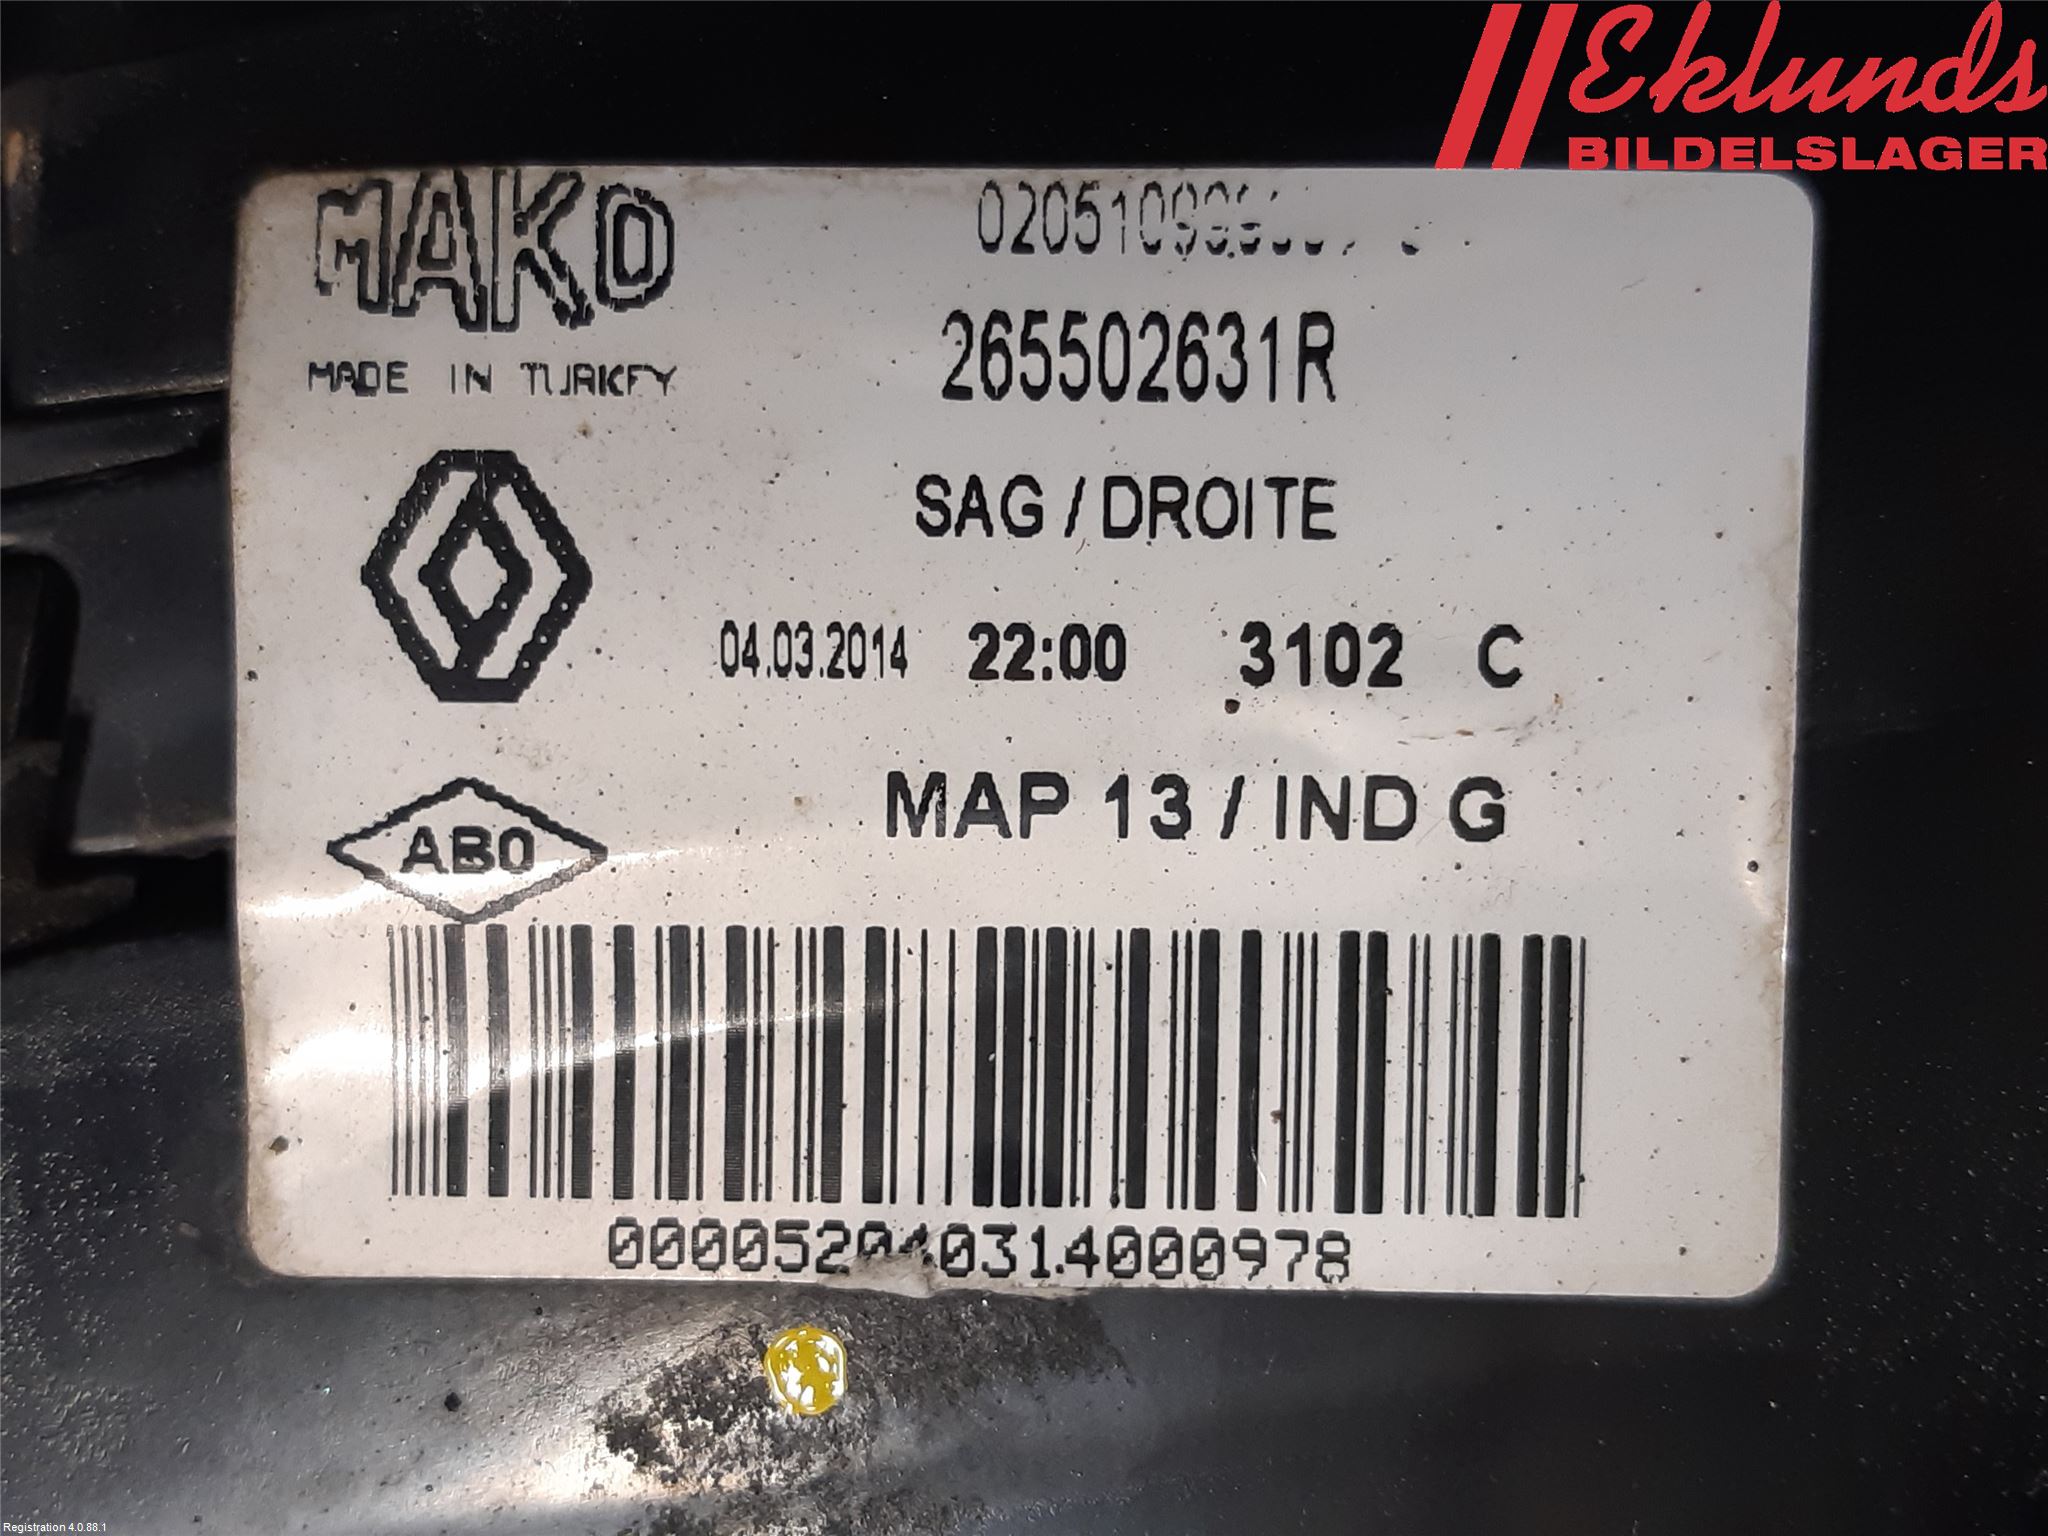 Eklunds
BILDELSLAGER
MAKO
MADE IN TURKEY
265502631R
SAG / DROITE
04.03.2014 22:00 3102 C
MAP 13 / IND G
ABO
000052040314000978
Registration 4.0.88.1